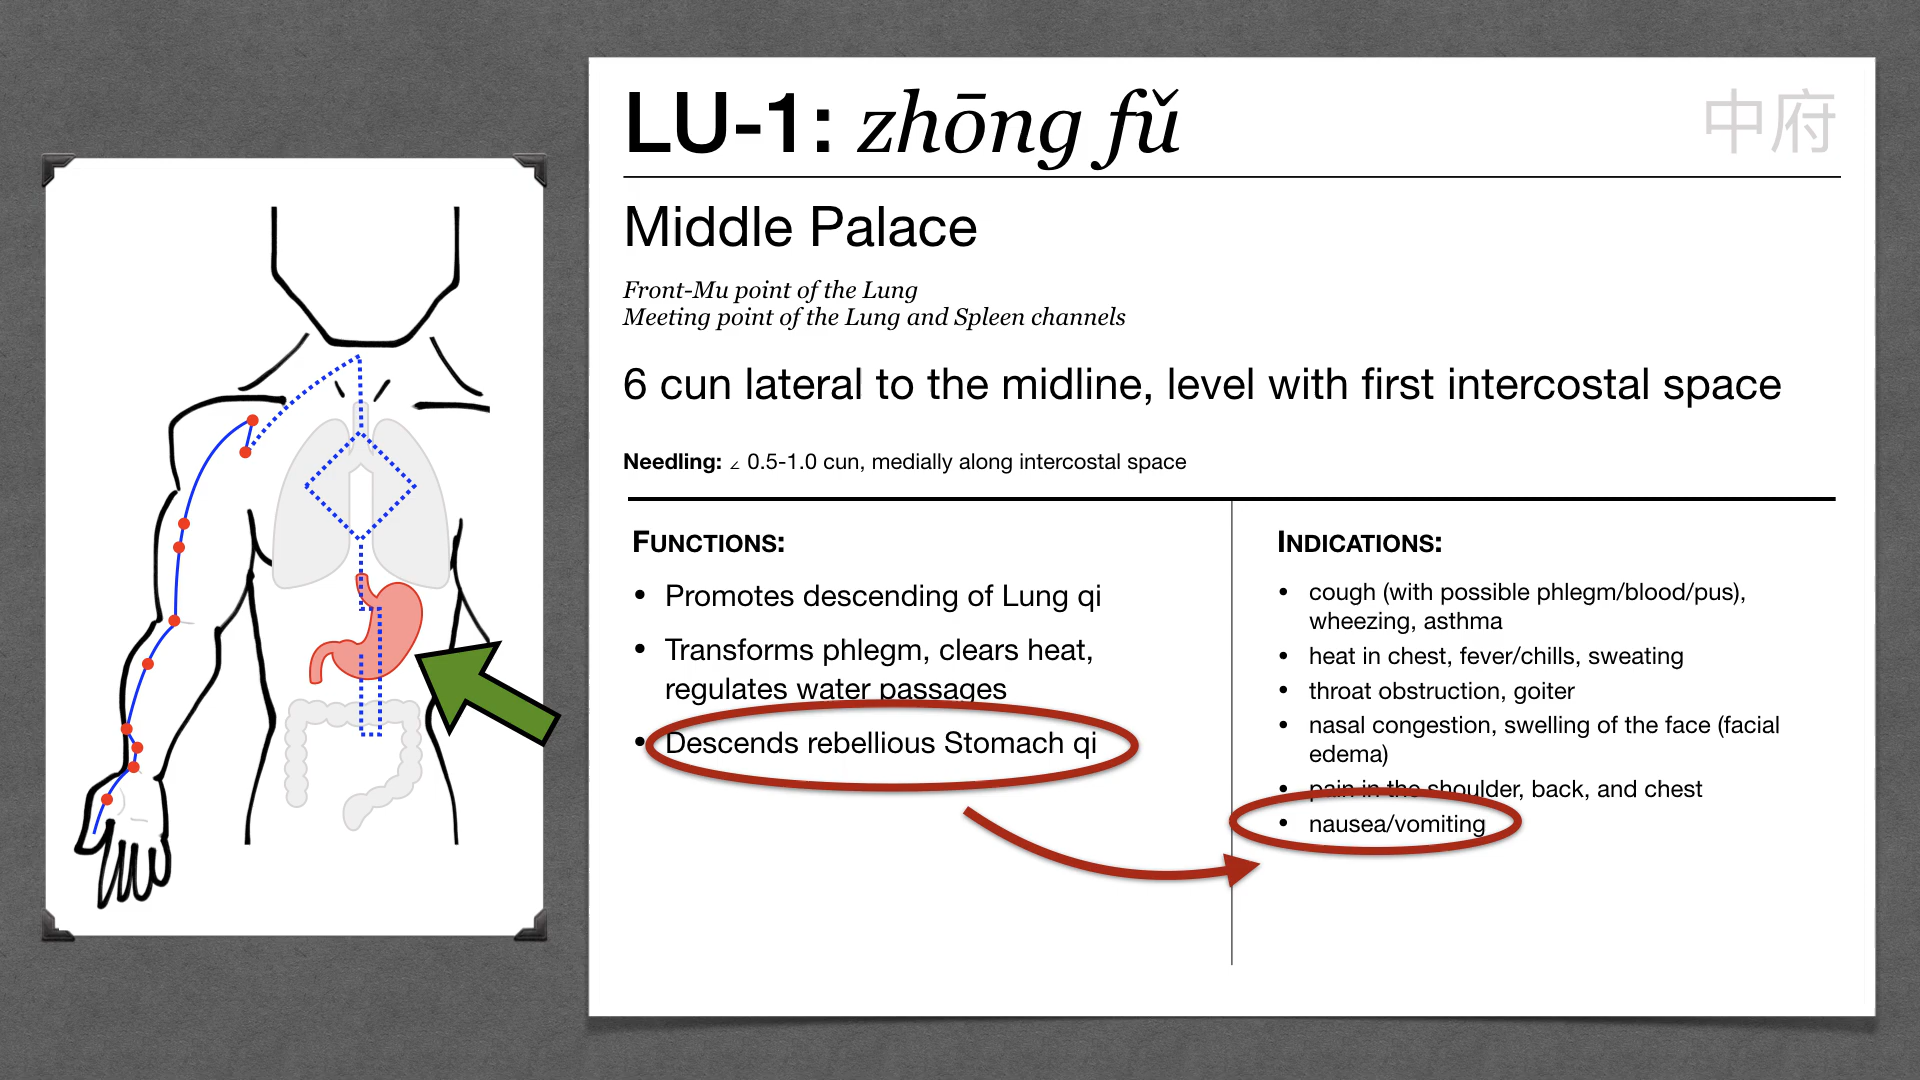 LU-1: zhōng fǔ
中府
Middle Palace
Front-Mu point of the Lung
Meeting point of the Lung and Spleen channels
6 cun lateral to the midline, level with first intercostal space
Needling: ∠ 0.5-1.0 cun, medially along intercostal space
FUNCTIONS:
• Promotes descending of Lung qi
• Transforms phlegm, clears heat,
regulates water passages
• Descends rebellious Stomach qi
INDICATIONS:
• cough (with possible phlegm/blood/pus),
wheezing, asthma
• heat in chest, fever/chills, sweating
• throat obstruction, goiter
• nasal congestion, swelling of the face (facial
edema)
• pain in the shoulder, back, and chest
• nausea/vomiting